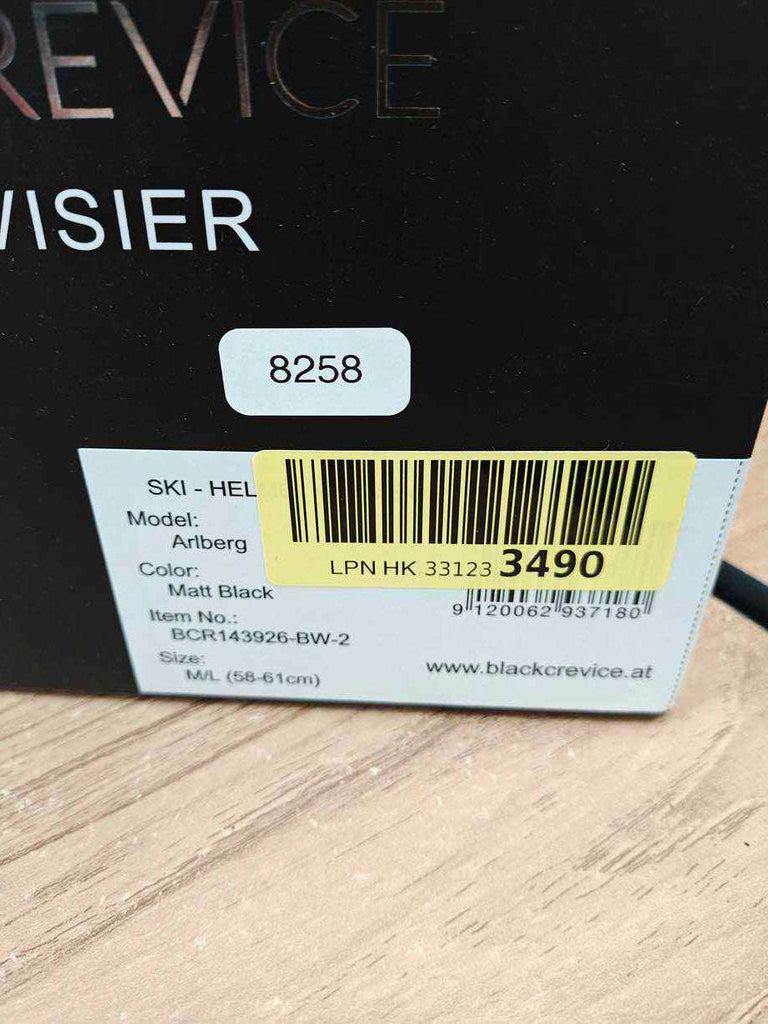 REVICE
VISIER
8258
SKI - HEL
Model:
Arlberg
Color:
Matt Black
Item No.:
BCR143926-BW-2
Size:
M/L (58-61cm)
LPN HK 33123 3490
9 120062 937180
www.blackcrevice.at